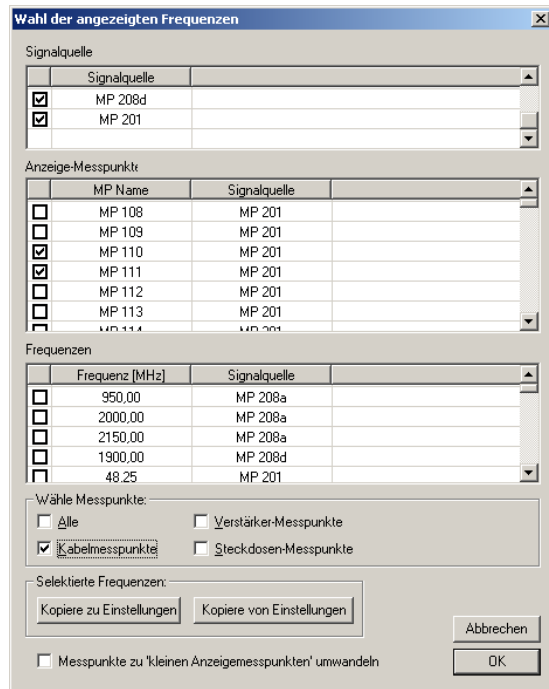 Wahl der angezeigten Frequenzen
Signalquelle
Signalquelle
MP 208d
MP 201
Anzeige-Messpunkte
MP Name Signalquelle
MP 108 MP 201
MP 109 MP 201
MP 110 MP 201
MP 111 MP 201
MP 112 MP 201
MP 113 MP 201
MP 114 MP 201
Frequenzen
Frequenz [MHz] Signalquelle
950,00 MP 208a
2000,00 MP 208a
2150,00 MP 208a
1900,00 MP 208d
48.25 MP 201
Wähle Messpunkte:
Alle Verstärker-Messpunkte
Kabelmesspunkte Steckdosen-Messpunkte
Selektierte Frequenzen:
Kopiere zu Einstellungen Kopiere von Einstellungen
Abbrechen
Messpunkte zu 'kleinen Anzeigemesspunkten' umwandeln OK